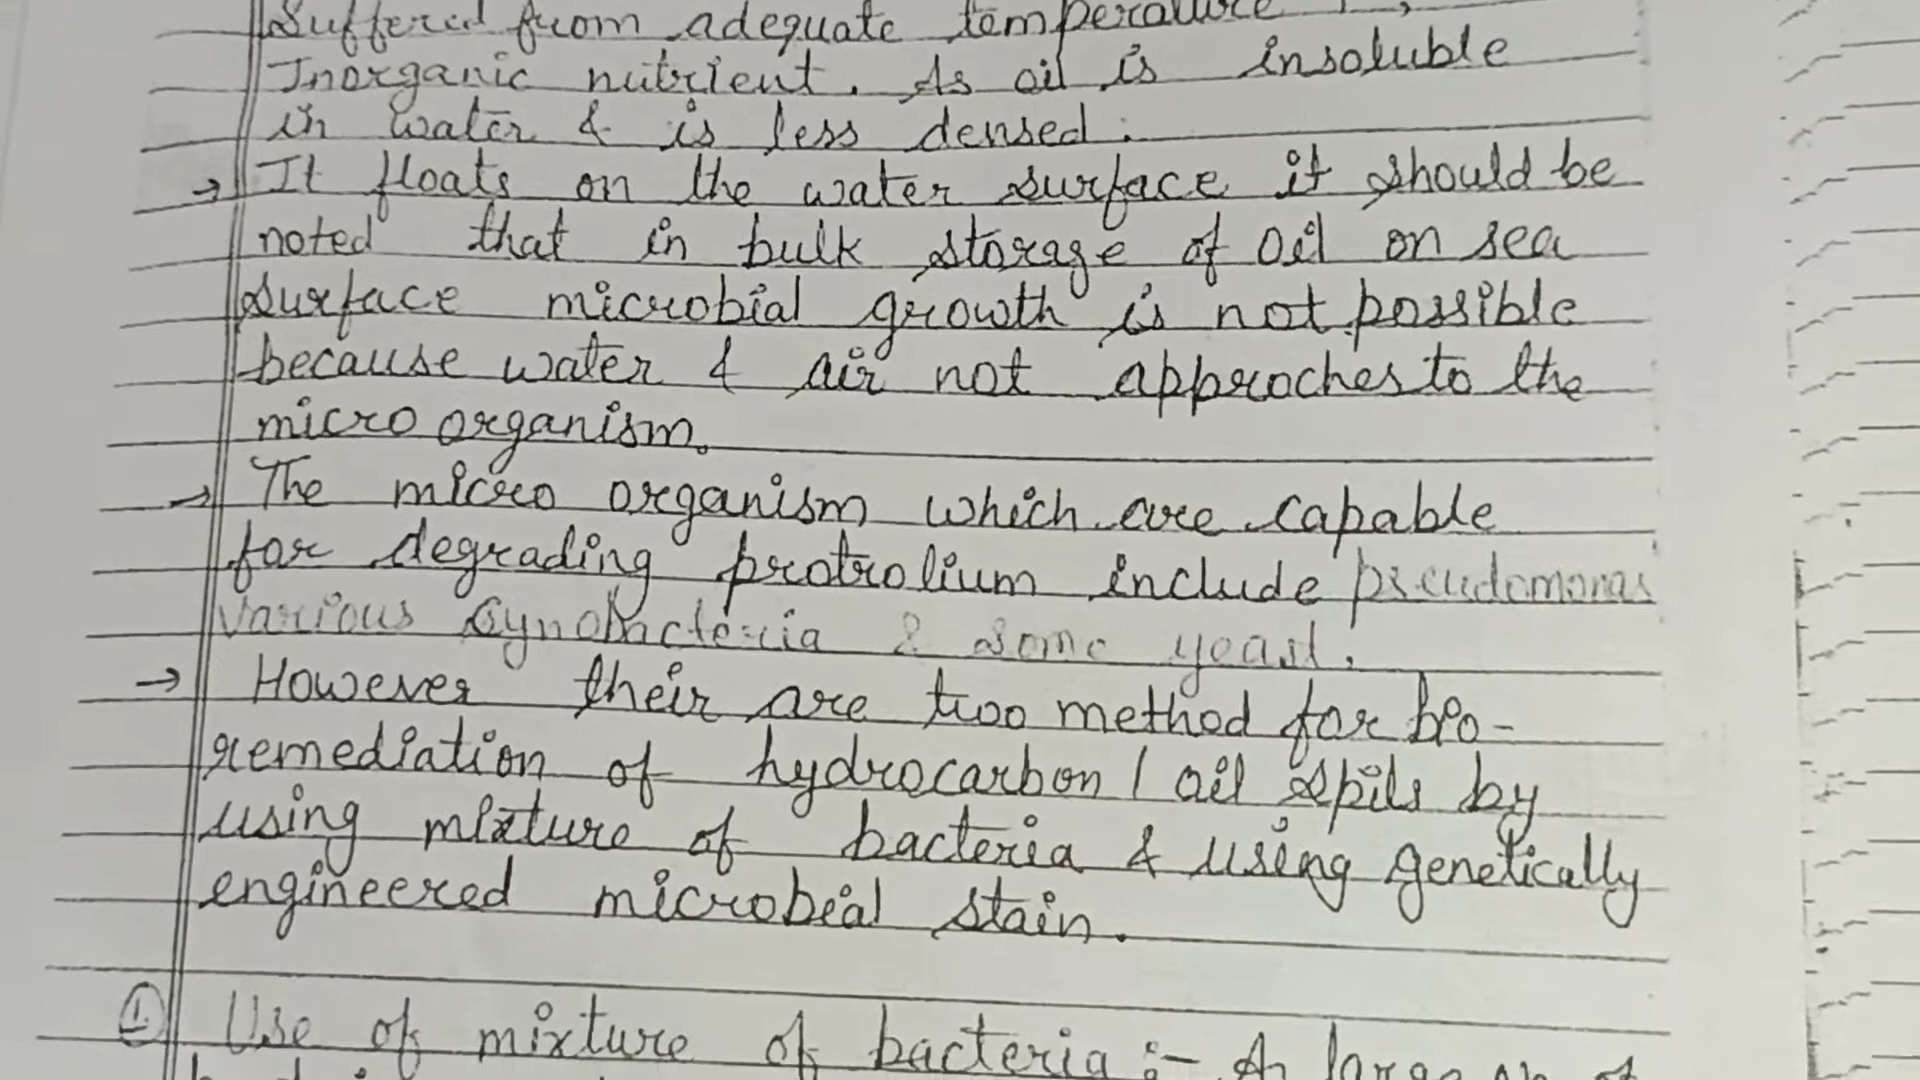 Suffered from adequate temperature
Inorganic nutrient. As oil is insoluble
in water & is less densed.
→ It floats on the water surface it should be
noted that in bulk storage of oil on sea
surface microbial growth is not possible
because water & air not approches to the
micro organism.
→ The micro organism which are capable
for degrading protrolium include pseudomonas
various Cynobacteria & some yeast.
→ However their are two method for bio-
remediation of hydrocarbon / oil spils by
using mixture of bacteria & using genetically
engineered microbial stain.
① Use of mixture of bacteria :- A large